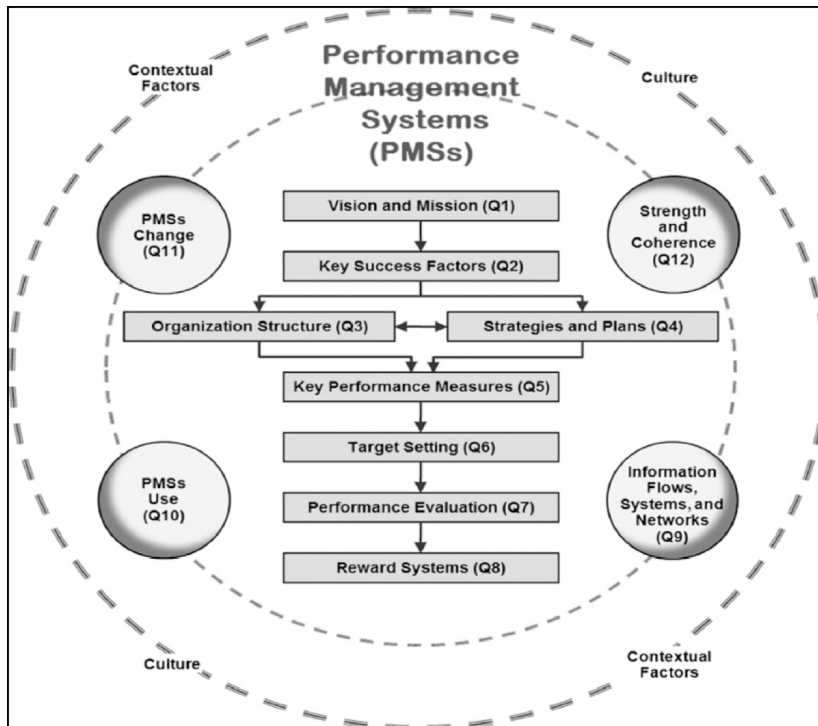 Performance
Management
Systems
(PMSs)
Contextual
Factors
Culture
PMSs
Change
(Q11)
Vision and Mission (Q1)
Strength
and
Coherence
(Q12)
Key Success Factors (Q2)
Organization Structure (Q3)
Strategies and Plans (Q4)
Key Performance Measures (Q5)
Target Setting (Q6)
PMSs
Use
(Q10)
Information
Flows,
Systems, and
Networks
(Q9)
Performance Evaluation (Q7)
Reward Systems (Q8)
Culture
Contextual
Factors